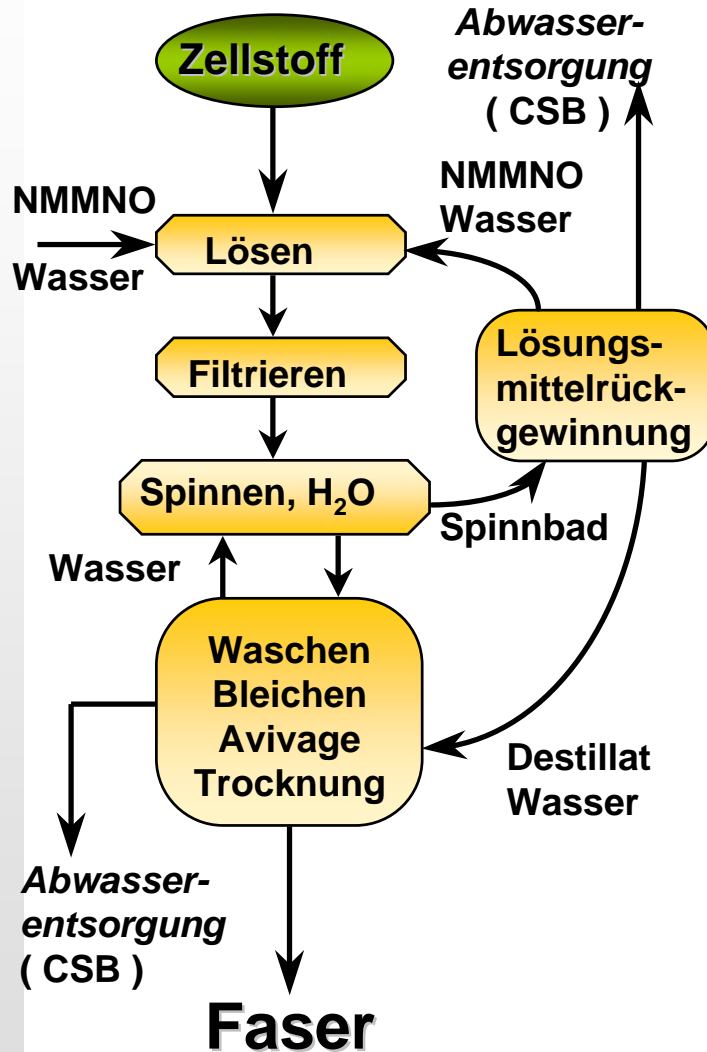 Zellstoff
Abwasser-
entsorgung
( CSB )
NMMNO
Wasser
NMMNO
Wasser
Lösen
Filtrieren
Lösungs-
mittelrück-
gewinnung
Spinnen, H₂O
Spinnbad
Wasser
Waschen
Bleichen
Avivage
Trocknung
Destillat
Wasser
Abwasser-
entsorgung
( CSB )
Faser